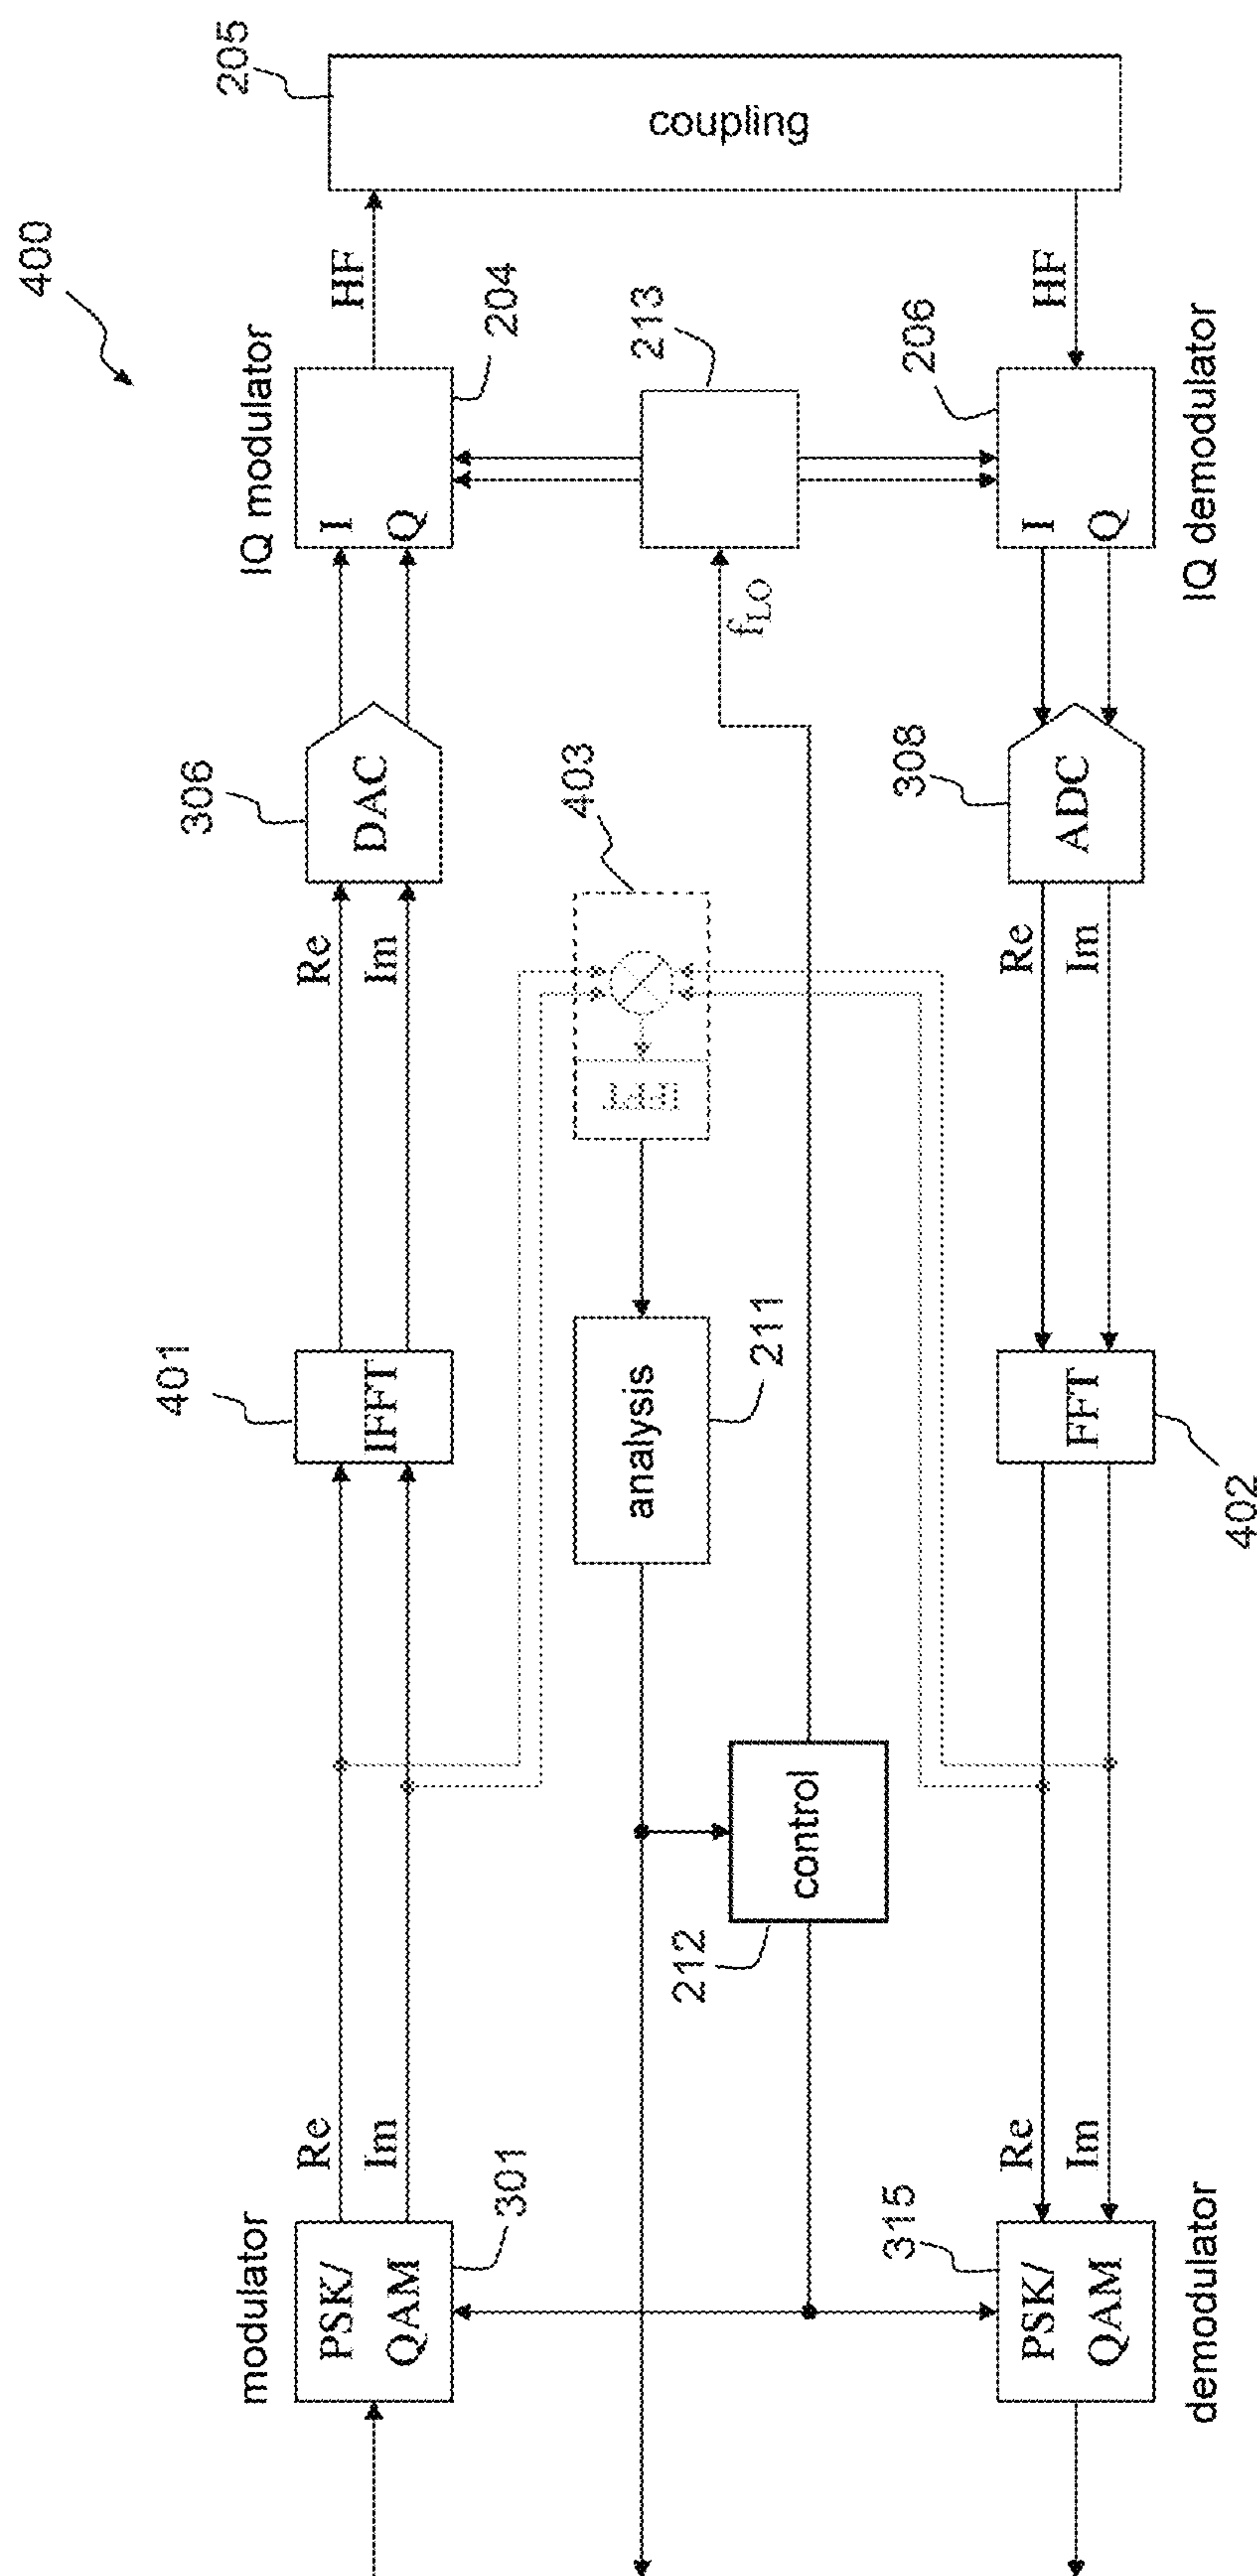 400
modulator
PSK/
QAM
301
Re
Im
401
IFFT
Re
Im
306
DAC
IQ modulator
I
Q
204
HF
205
coupling
212
control
analysis
211
403
IFFT
f_LO
213
demodulator
PSK/
QAM
315
Re
Im
FFT
402
Re
Im
308
ADC
IQ demodulator
I
Q
206
HF